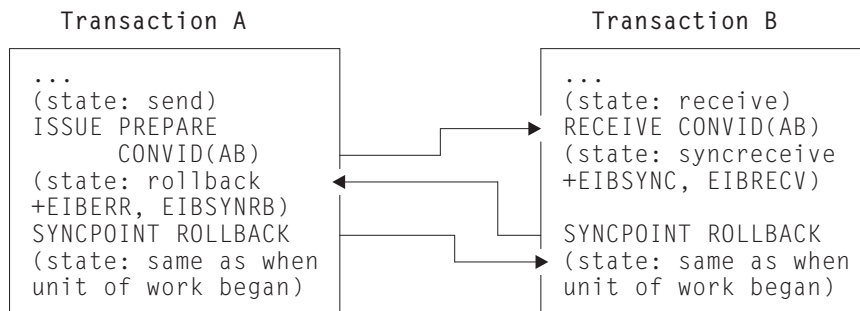 Transaction A
...
(state: send)
ISSUE PREPARE
CONVID(AB)
(state: rollback
+EIBERR, EIBSYNRB)
SYNCPOINT ROLLBACK
(state: same as when
unit of work began)
Transaction B
...
(state: receive)
RECEIVE CONVID(AB)
(state: syncreceive
+EIBSYNC, EIBRECV)
SYNCPOINT ROLLBACK
(state: same as when
unit of work began)